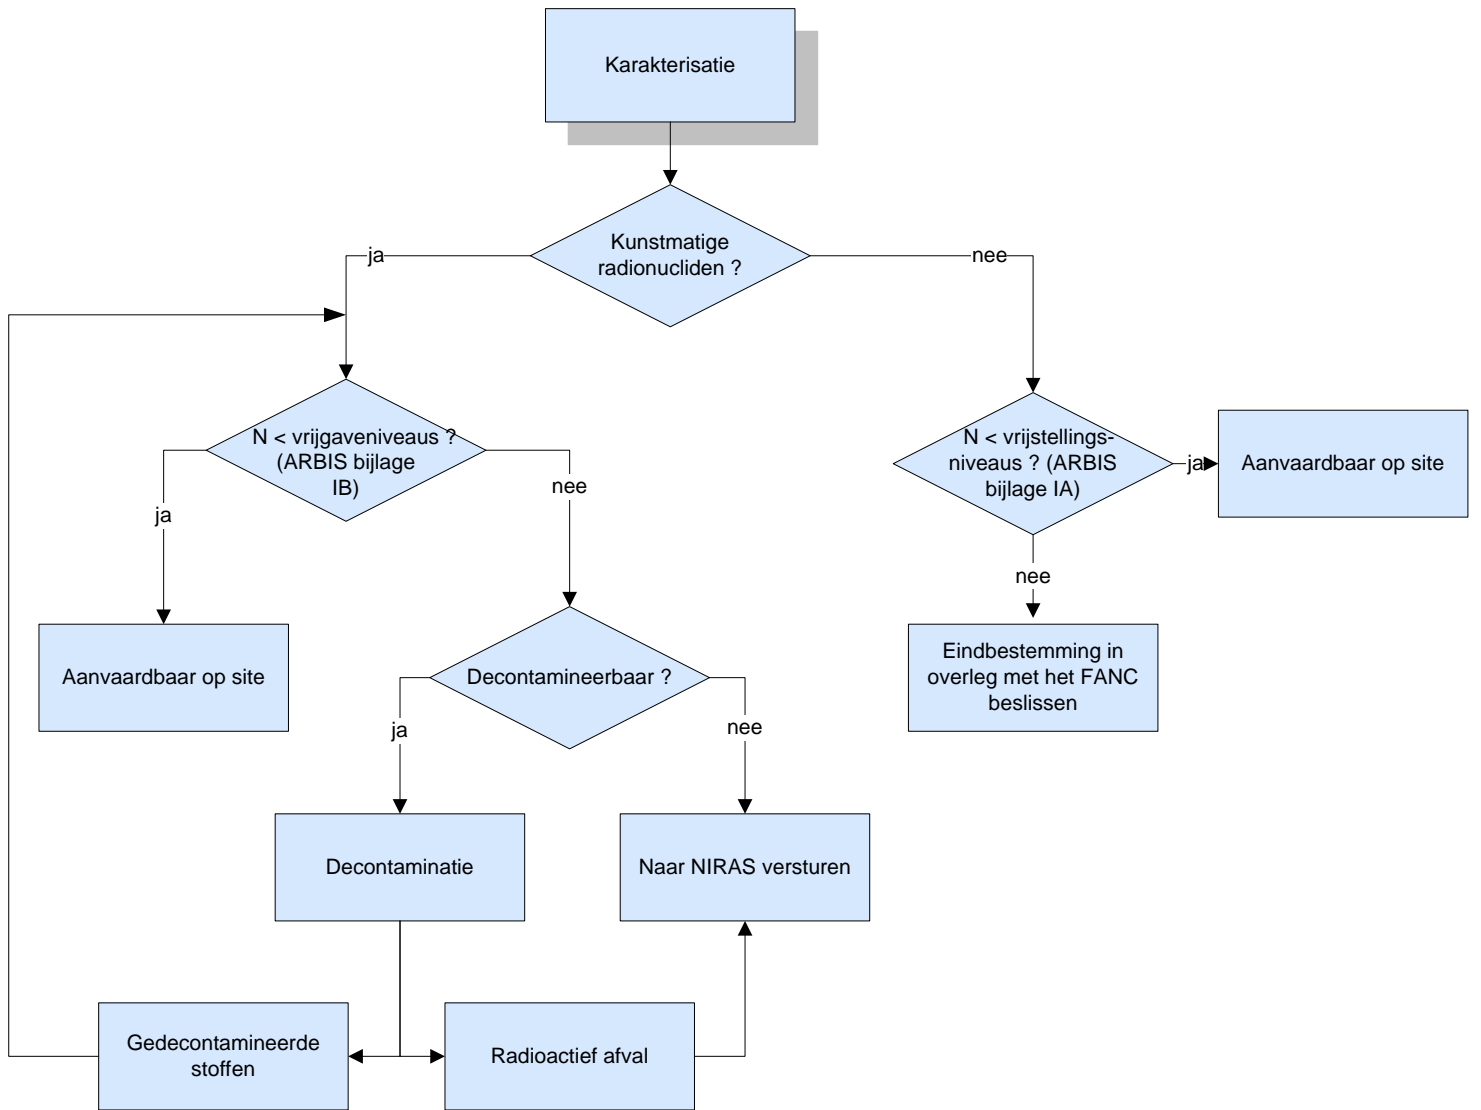 Karakterisatie
Kunstmatige
radionucliden ?
ja
nee
N < vrijgaveniveaus ?
(ARBIS bijlage
IB)
ja
nee
N < vrijstellings-
niveaus ? (ARBIS
bijlage IA)
ja
Aanvaardbaar op site
nee
Aanvaardbaar op site
Decontamineerbaar ?
Eindbestemming in
overleg met het FANC
beslissen
ja
nee
Decontaminatie
Naar NIRAS versturen
Gedecontamineerde
stoffen
Radioactief afval